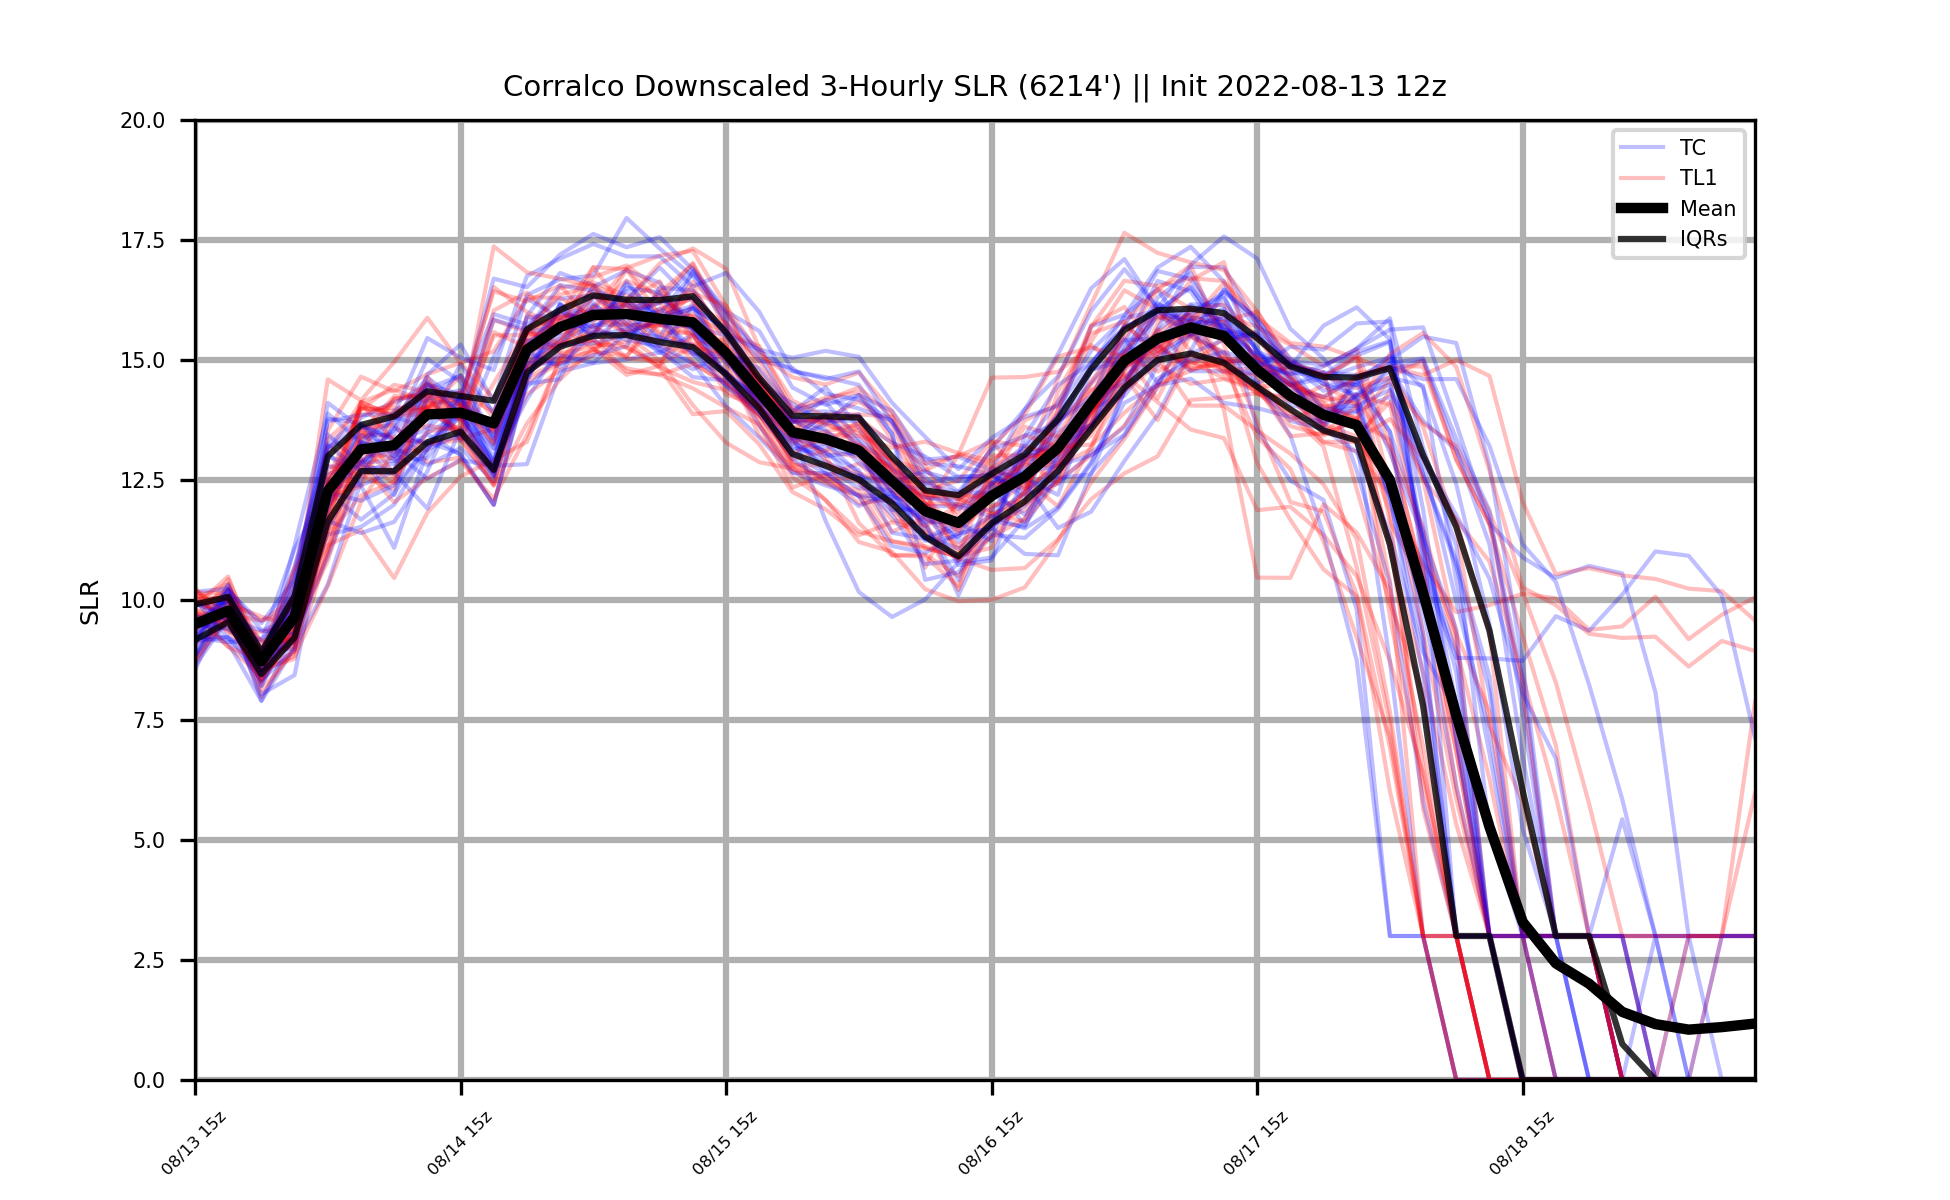 Corralco Downscaled 3-Hourly SLR (6214') || Init 2022-08-13 12z
20.0
17.5
15.0
12.5
10.0
7.5
5.0
2.5
0.0
SLR
TC
TL1
Mean
IQRs
08/13 15z
08/14 15z
08/15 15z
08/16 15z
08/17 15z
08/18 15z